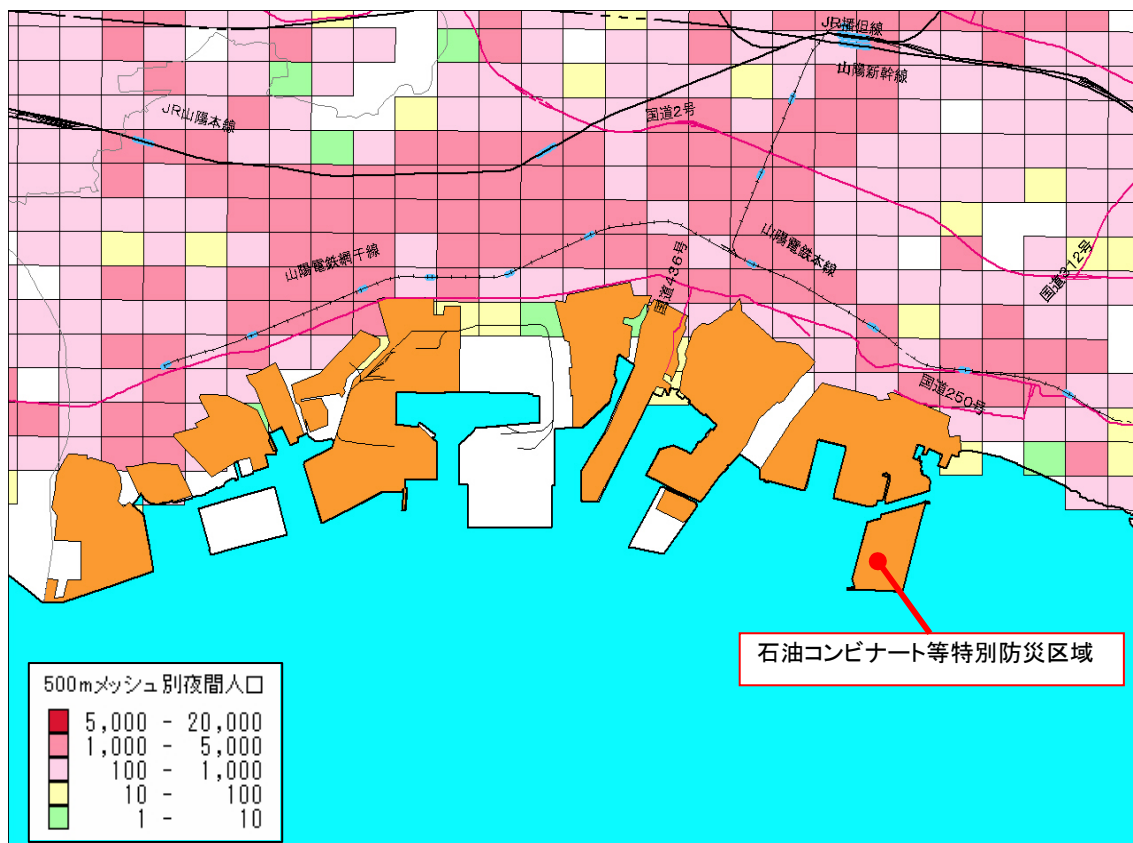 JR播但線
山陽新幹線
国道2号
JR山陽本線
山陽電鉄本線
国道312号
山陽電鉄網干線
国道436号
国道250号
石油コンビナート等特別防災区域
500mメッシュ別夜間人口
5,000 - 20,000
1,000 - 5,000
100 - 1,000
10 - 100
1 - 10